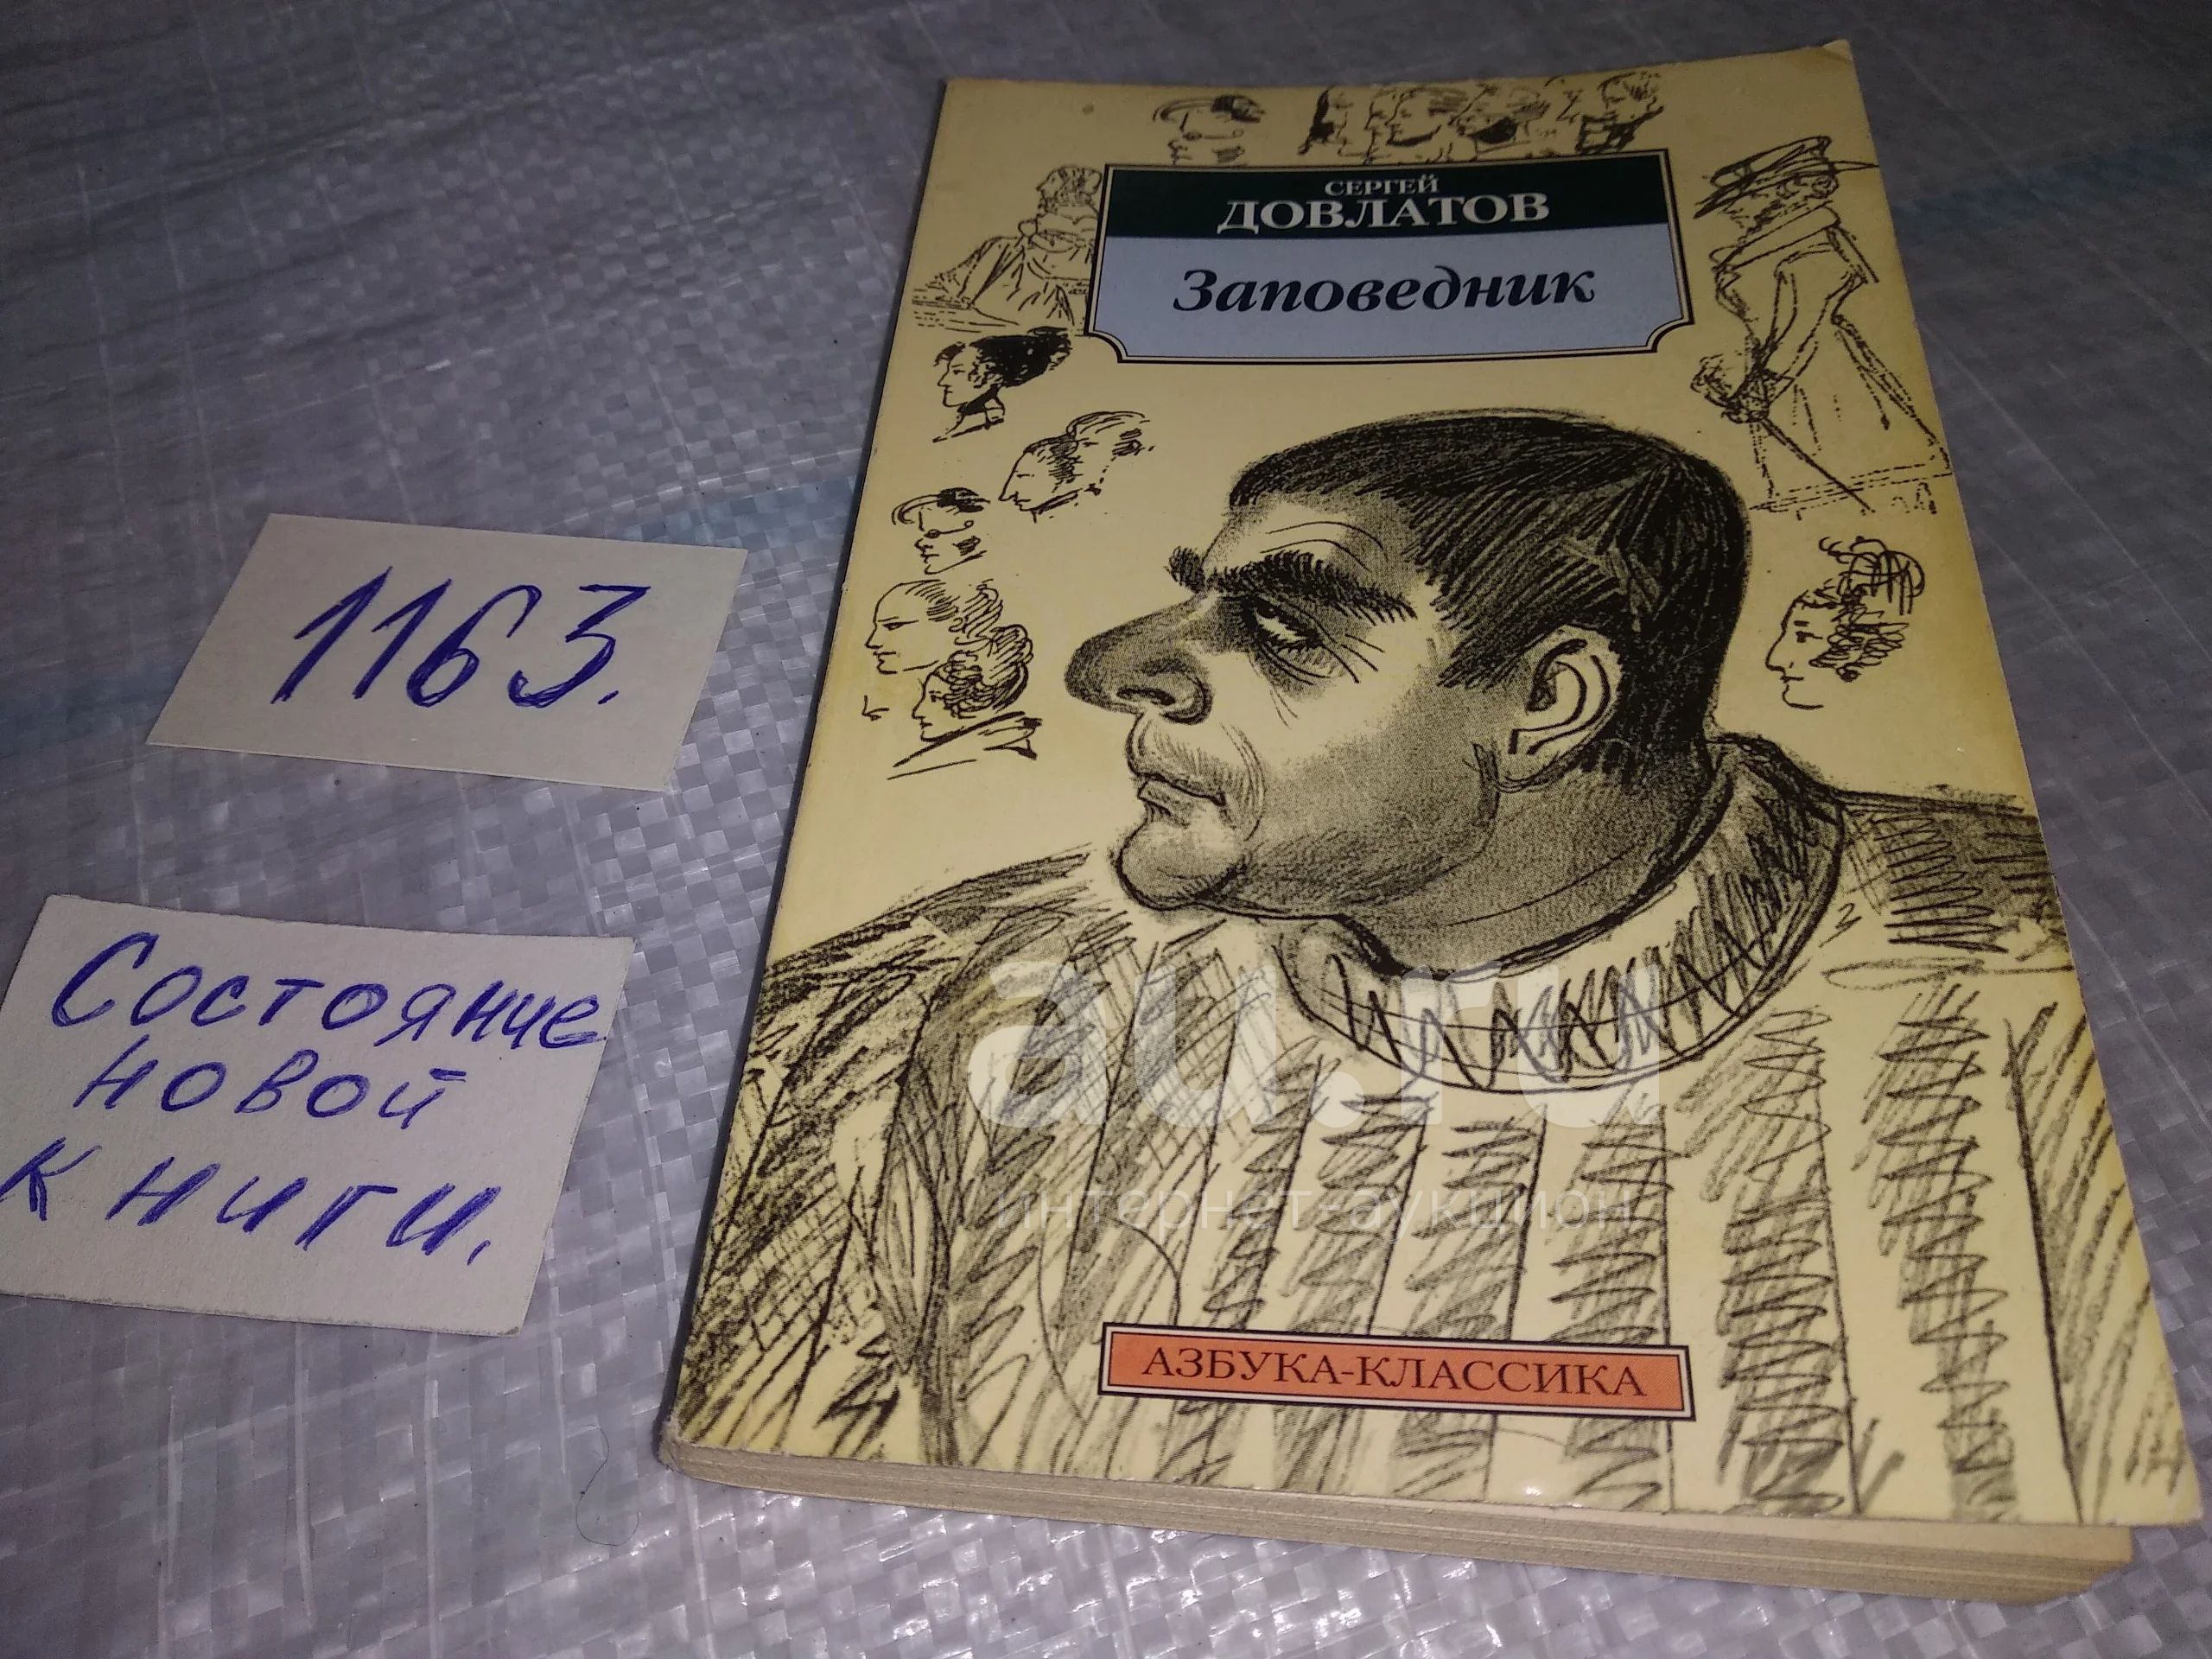 СЕРГЕЙ
ДОВЛАТОВ
Заповедник
1163.
Состояние
новой
книги.
au.ru
интернет-аукцион
АЗБУКА-КЛАССИКА